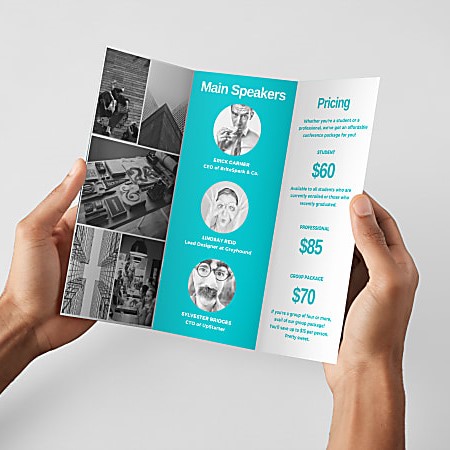 Main Speakers
ERICK GARNER
CEO of BriteSpark & Co.
LINDSAY REID
Lead Designer at Greyhound
SYLVESTER BRIDGES
CTO of UpStarter
Pricing
Whether you're a student or a
professional, we've got an affordable
conference package for you!
STUDENT
$60
Available to all students who are
currently enrolled or those who
recently graduated.
PROFESSIONAL
$85
GROUP PACKAGE
$70
If you're a group of four or more,
avail of our group package!
You'll save up to $15 per person.
Pretty sweet.